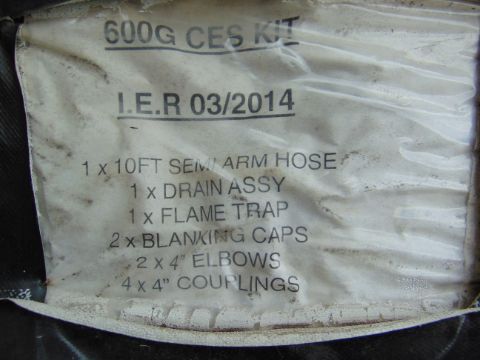 600G CES KIT
I.E.R 03/2014
1 x 10FT SEMI ARM HOSE
1 x DRAIN ASSY
1 x FLAME TRAP
2 x BLANKING CAPS
2 x 4" ELBOWS
4 x 4" COUPLINGS